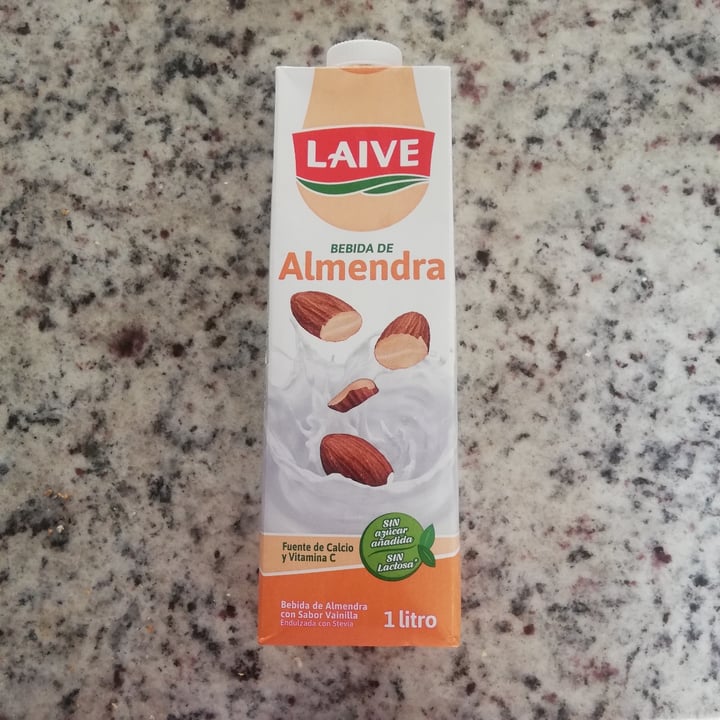 LAIVE
BEBIDA DE
Almendra
Fuente de Calcio
y Vitamina C
SIN
azúcar
añadida
SIN
Lactosa
Bebida de Almendra
con Sabor Vainilla
Endulzada con Stevia
1 litro